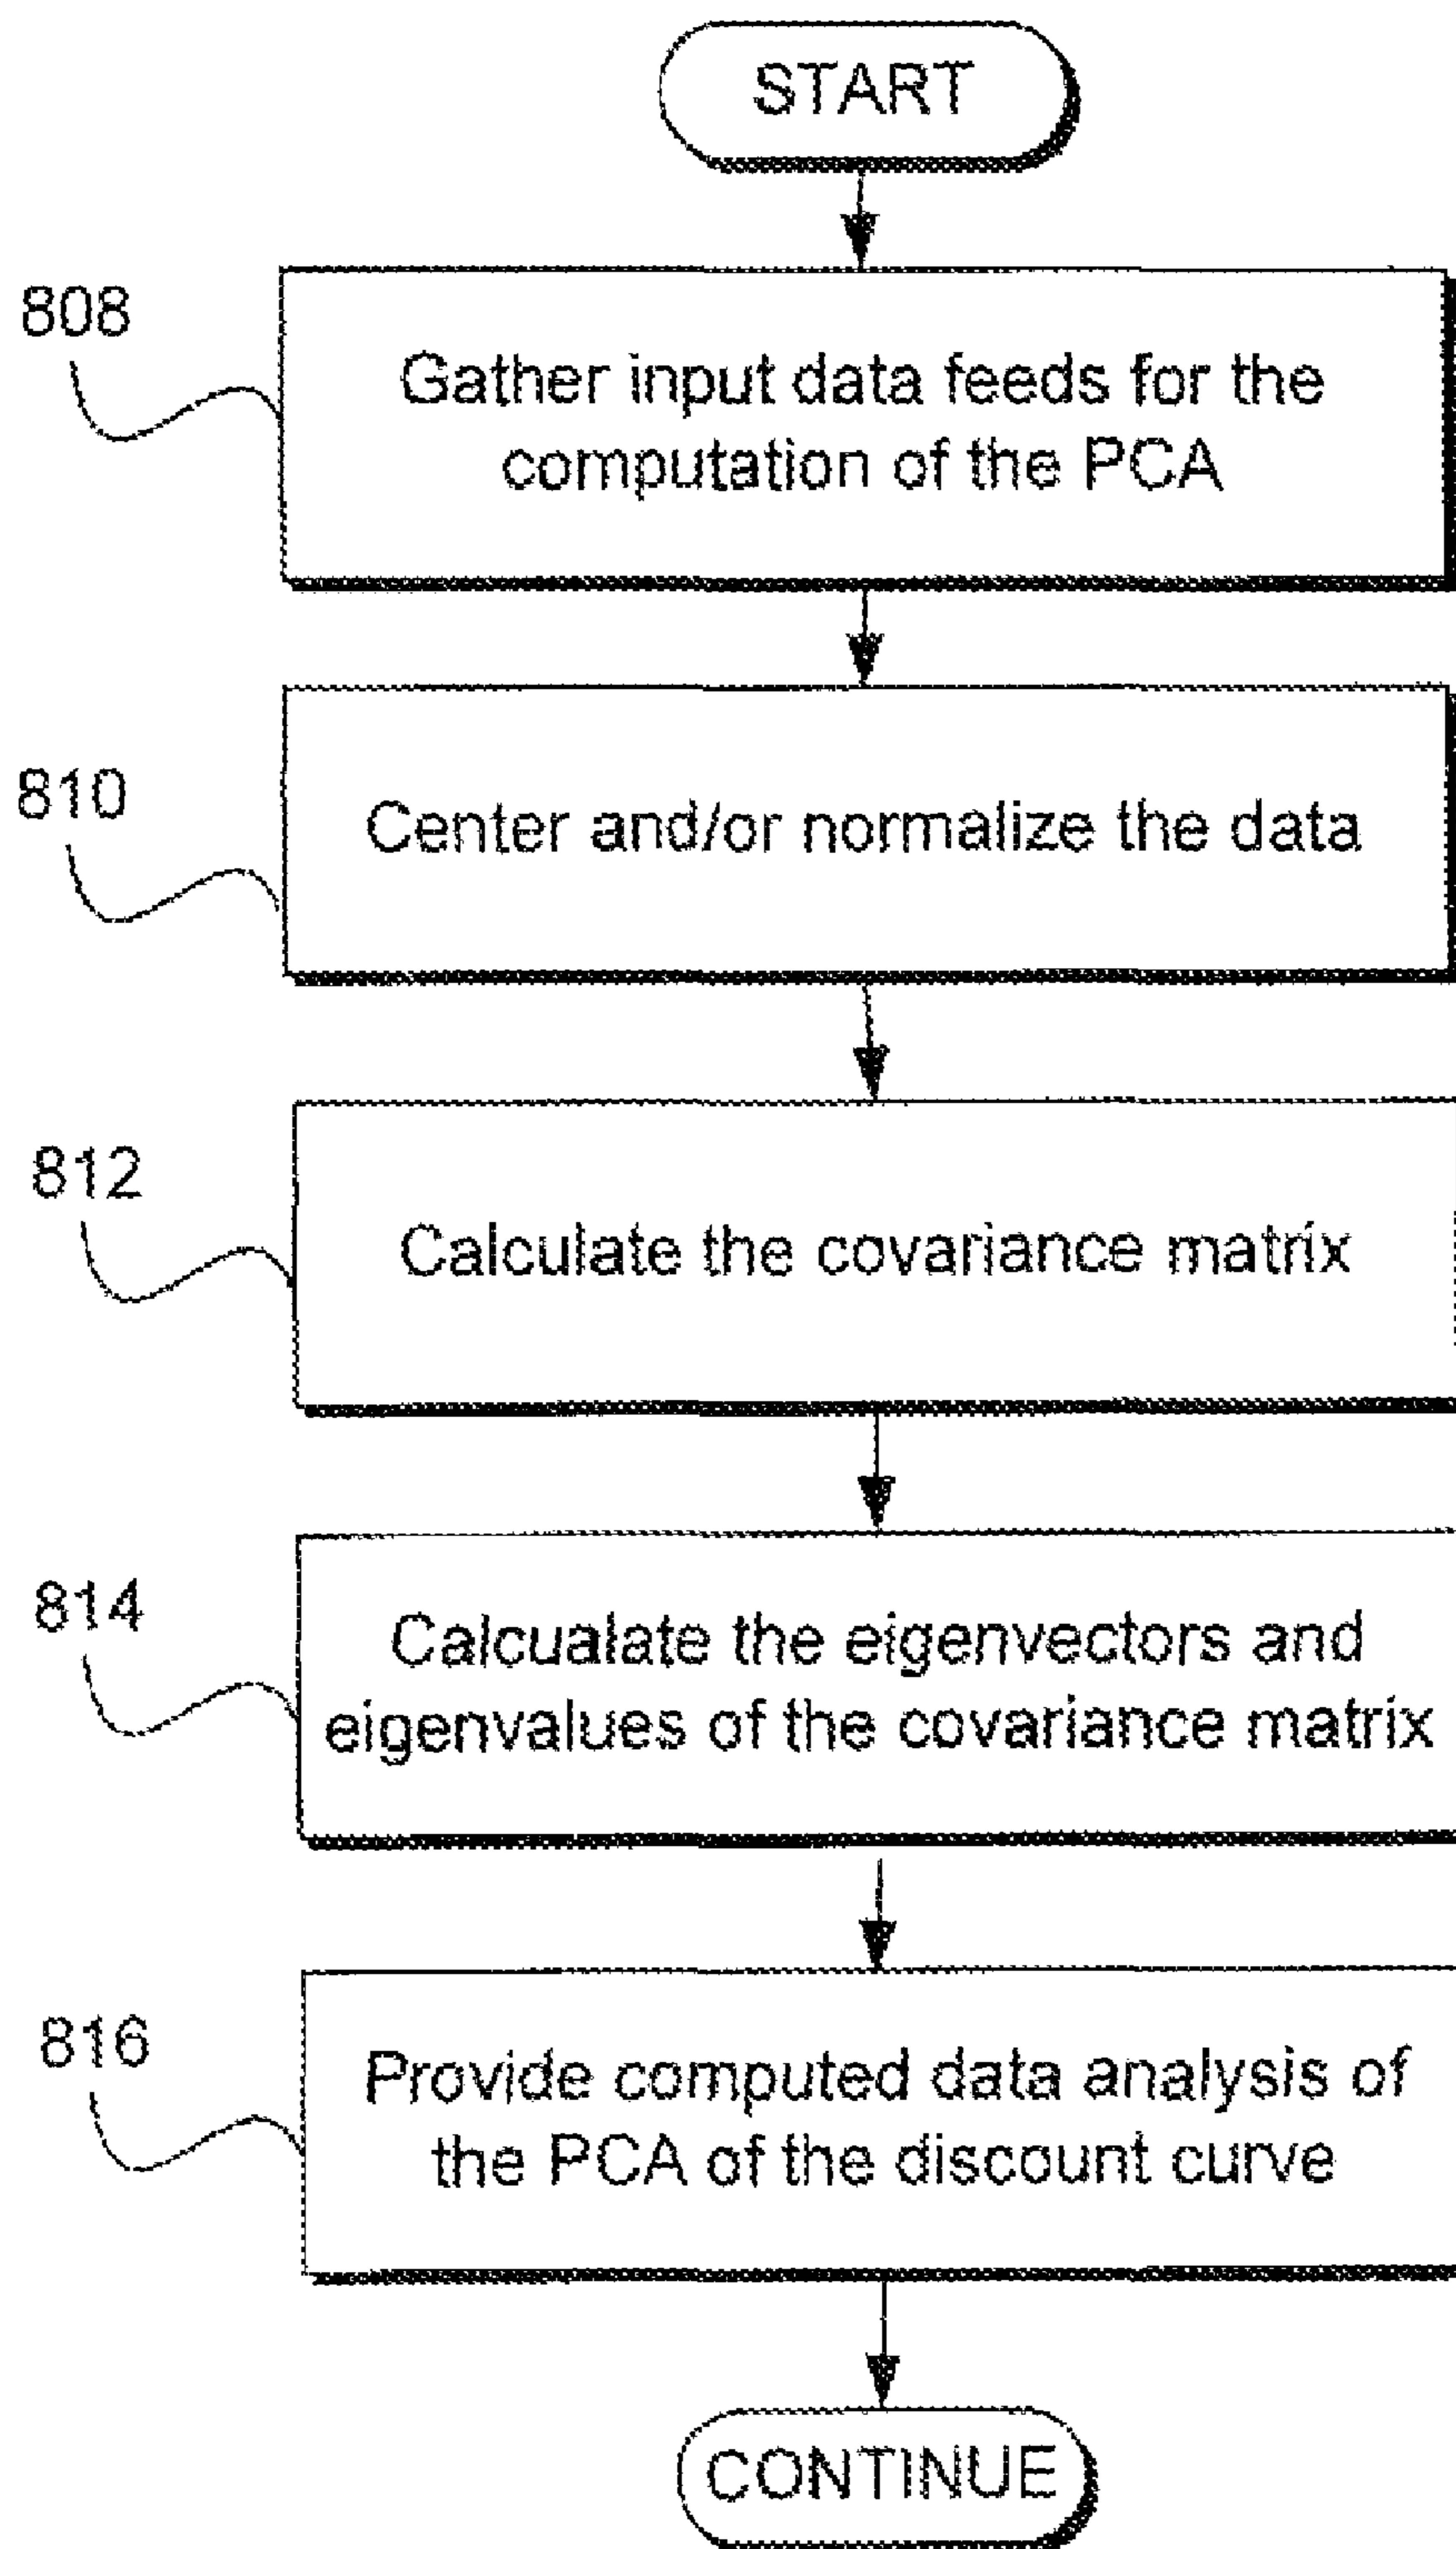 START
808
Gather input data feeds for the
computation of the PCA
810
Center and/or normalize the data
812
Calculate the covariance matrix
814
Calcualate the eigenvectors and
eigenvalues of the covariance matrix
816
Provide computed data analysis of
the PCA of the discount curve
CONTINUE